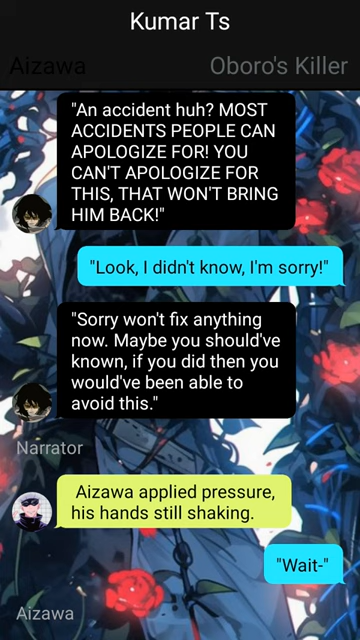 Kumar Ts
Aizawa
Oboro's Killer
"An accident huh? MOST
ACCIDENTS PEOPLE CAN
APOLOGIZE FOR! YOU
CAN'T APOLOGIZE FOR
THIS, THAT WON'T BRING
HIM BACK!"
"Look, I didn't know, I'm sorry!"
"Sorry won't fix anything
now. Maybe you should've
known, if you did then you
would've been able to
avoid this."
Narrator
Aizawa applied pressure,
his hands still shaking.
"Wait-"
Aizawa